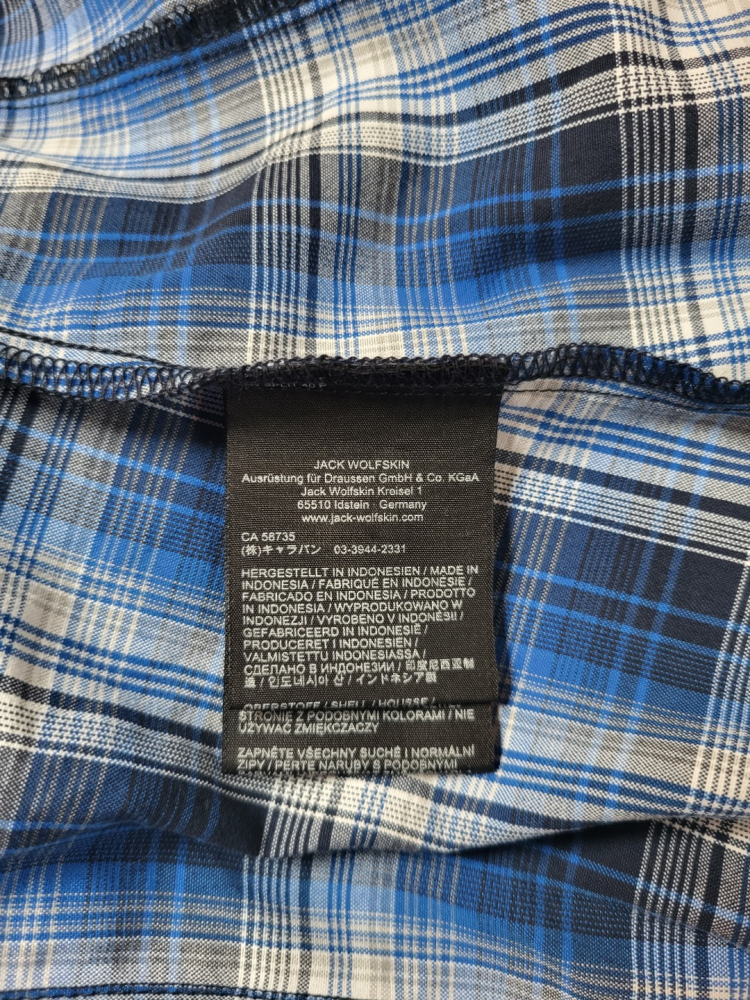 JACK WOLFSKIN
Ausrüstung für Draussen GmbH & Co. KGaA
Jack Wolfskin Kreisel 1
65510 Idstein · Germany
www.jack-wolfskin.com
CA 58735
(株)キャラバン 03-3944-2331
HERGESTELLT IN INDONESIEN / MADE IN
INDONESIA / FABRIQUÉ EN INDONESIE /
FABRICADO EN INDONESIA / PRODOTTO
IN INDONESIA / WYPRODUKOWANO W
INDONEZJI / VYROBENO V INDONÉSII /
GEFABRICEERD IN INDONESIË /
PRODUCERET I INDONESIEN /
VALMISTETTU INDONESIASSA /
СДЕЛАНО В ИНДОНЕЗИИ / 印度尼西亚制
造 / 인도네시아 산 / インドネシア製
OBERSTOFF / SHELL / HOUSSE /
STRONIE Z PODOBNYMI KOLORAMI / NIE
UŻYWAĆ ZMIĘKCZACZY
ZAPNĚTE VŠECHNY SUCHÉ I NORMÁLNÍ
ZIPY / PERTE NARUBY S PODOBNÝMI